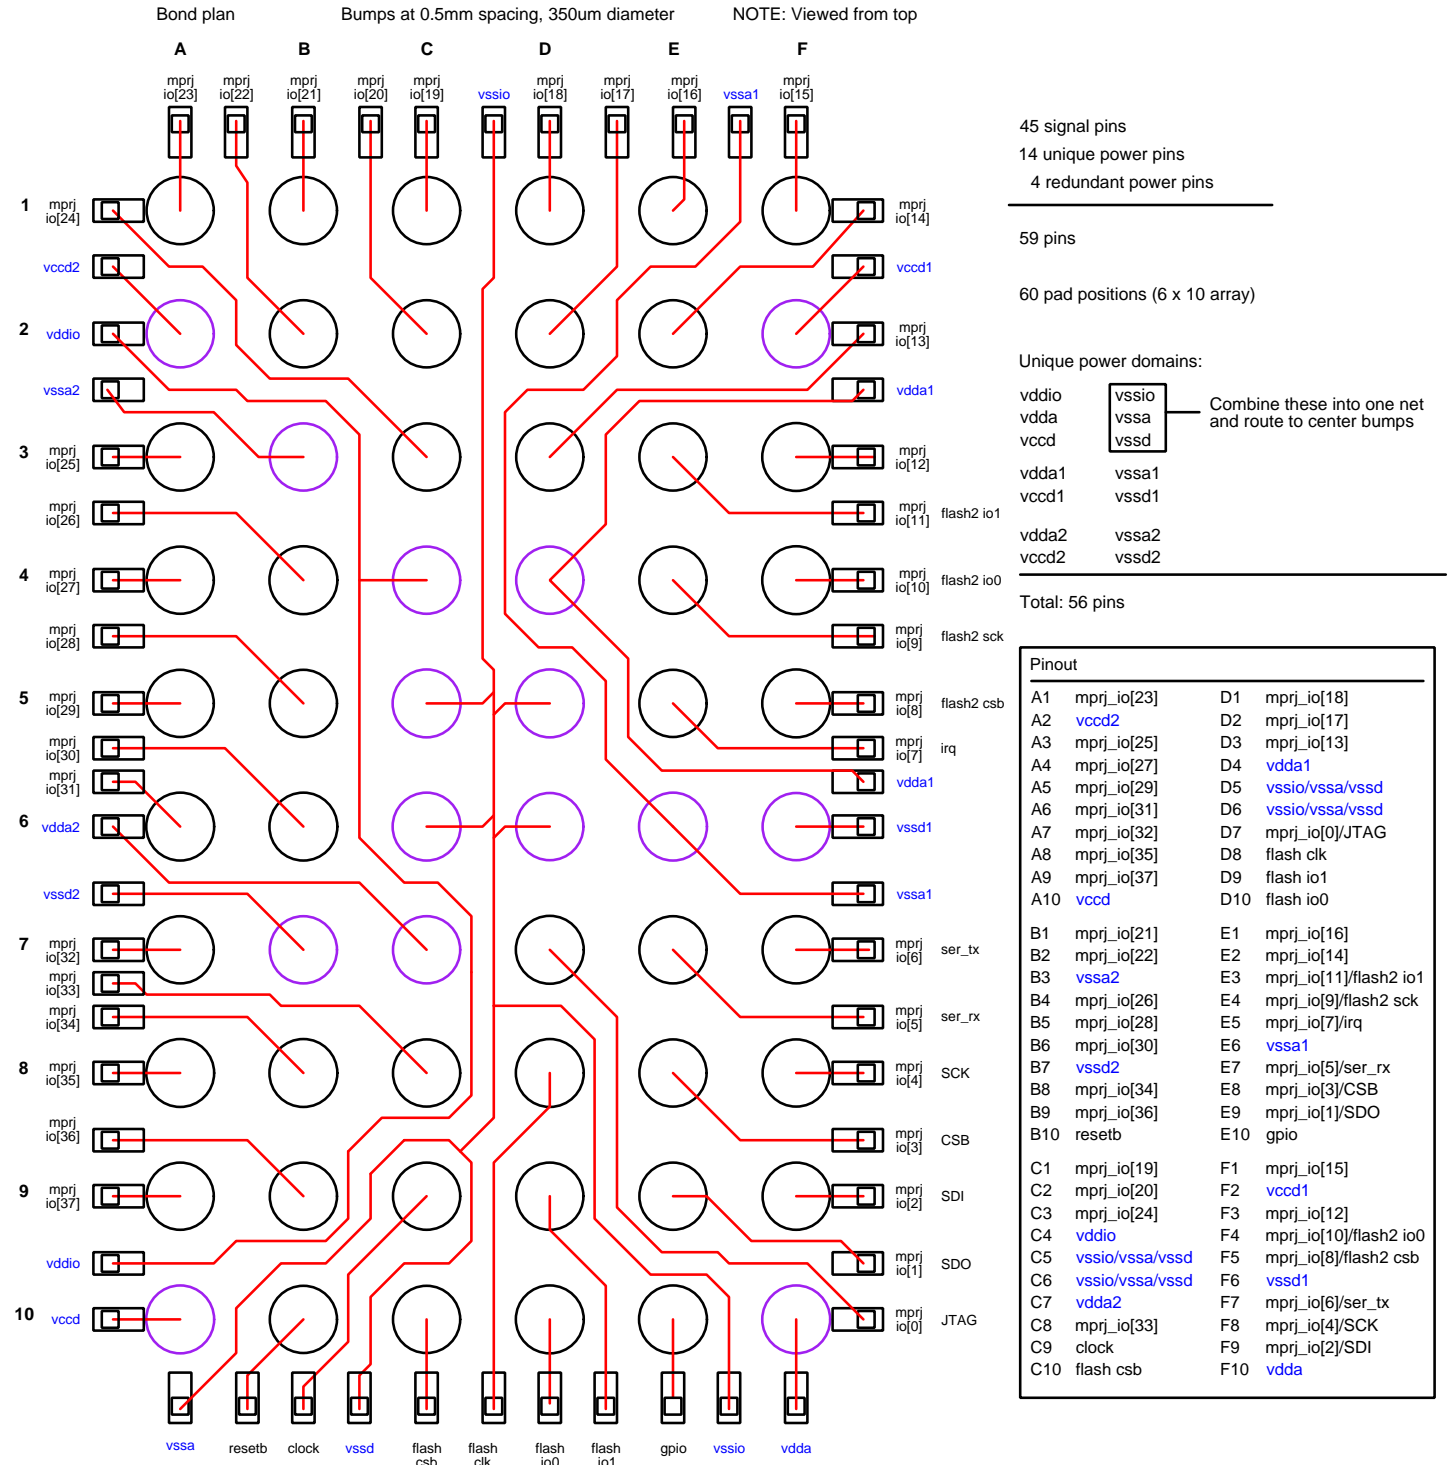 Bond plan
Bumps at 0.5mm spacing, 350um diameter
NOTE: Viewed from top
A
B
C
D
E
F
mprj
io[23]
mprj
io[22]
mprj
io[21]
mprj
io[20]
mprj
io[19]
vssio
mprj
io[18]
mprj
io[17]
mprj
io[16]
vssa1
mprj
io[15]
1
mprj
io[24]
vccd2
2
vddio
vssa2
3
mprj
io[25]
mprj
io[26]
4
mprj
io[27]
mprj
io[28]
5
mprj
io[29]
mprj
io[30]
mprj
io[31]
6
vdda2
vssd2
7
mprj
io[32]
mprj
io[33]
mprj
io[34]
8
mprj
io[35]
mprj
io[36]
9
mprj
io[37]
vddio
10
vccd
mprj
io[14]
vccd1
mprj
io[13]
vdda1
mprj
io[12]
mprj
io[11]
flash2 io1
mprj
io[10]
flash2 io0
mprj
io[9]
flash2 sck
mprj
io[8]
flash2 csb
mprj
io[7]
irq
vdda1
vssd1
vssa1
mprj
io[6]
ser_tx
mprj
io[5]
ser_rx
mprj
io[4]
SCK
mprj
io[3]
CSB
mprj
io[2]
SDI
mprj
io[1]
SDO
mprj
io[0]
JTAG
vssa
resetb
clock
vssd
flash
csb
flash
clk
flash
io0
flash
io1
gpio
vssio
vdda
45 signal pins
14 unique power pins
4 redundant power pins
59 pins
60 pad positions (6 x 10 array)
Unique power domains:
vddio vssio
vdda vssa
vccd vssd
Combine these into one net
and route to center bumps
vdda1 vssa1
vccd1 vssd1
vdda2 vssa2
vccd2 vssd2
Total: 56 pins
Pinout
A1 mprj_io[23]
A2 vccd2
A3 mprj_io[25]
A4 mprj_io[27]
A5 mprj_io[29]
A6 mprj_io[31]
A7 mprj_io[32]
A8 mprj_io[35]
A9 mprj_io[37]
A10 vccd
B1 mprj_io[21]
B2 mprj_io[22]
B3 vssa2
B4 mprj_io[26]
B5 mprj_io[28]
B6 mprj_io[30]
B7 vssd2
B8 mprj_io[34]
B9 mprj_io[36]
B10 resetb
C1 mprj_io[19]
C2 mprj_io[20]
C3 mprj_io[24]
C4 vddio
C5 vssio/vssa/vssd
C6 vssio/vssa/vssd
C7 vdda2
C8 mprj_io[33]
C9 clock
C10 flash csb
D1 mprj_io[18]
D2 mprj_io[17]
D3 mprj_io[13]
D4 vdda1
D5 vssio/vssa/vssd
D6 vssio/vssa/vssd
D7 mprj_io[0]/JTAG
D8 flash clk
D9 flash io1
D10 flash io0
E1 mprj_io[16]
E2 mprj_io[14]
E3 mprj_io[11]/flash2 io1
E4 mprj_io[9]/flash2 sck
E5 mprj_io[7]/irq
E6 vssa1
E7 mprj_io[5]/ser_rx
E8 mprj_io[3]/CSB
E9 mprj_io[1]/SDO
E10 gpio
F1 mprj_io[15]
F2 vccd1
F3 mprj_io[12]
F4 mprj_io[10]/flash2 io0
F5 mprj_io[8]/flash2 csb
F6 vssd1
F7 mprj_io[6]/ser_tx
F8 mprj_io[4]/SCK
F9 mprj_io[2]/SDI
F10 vdda